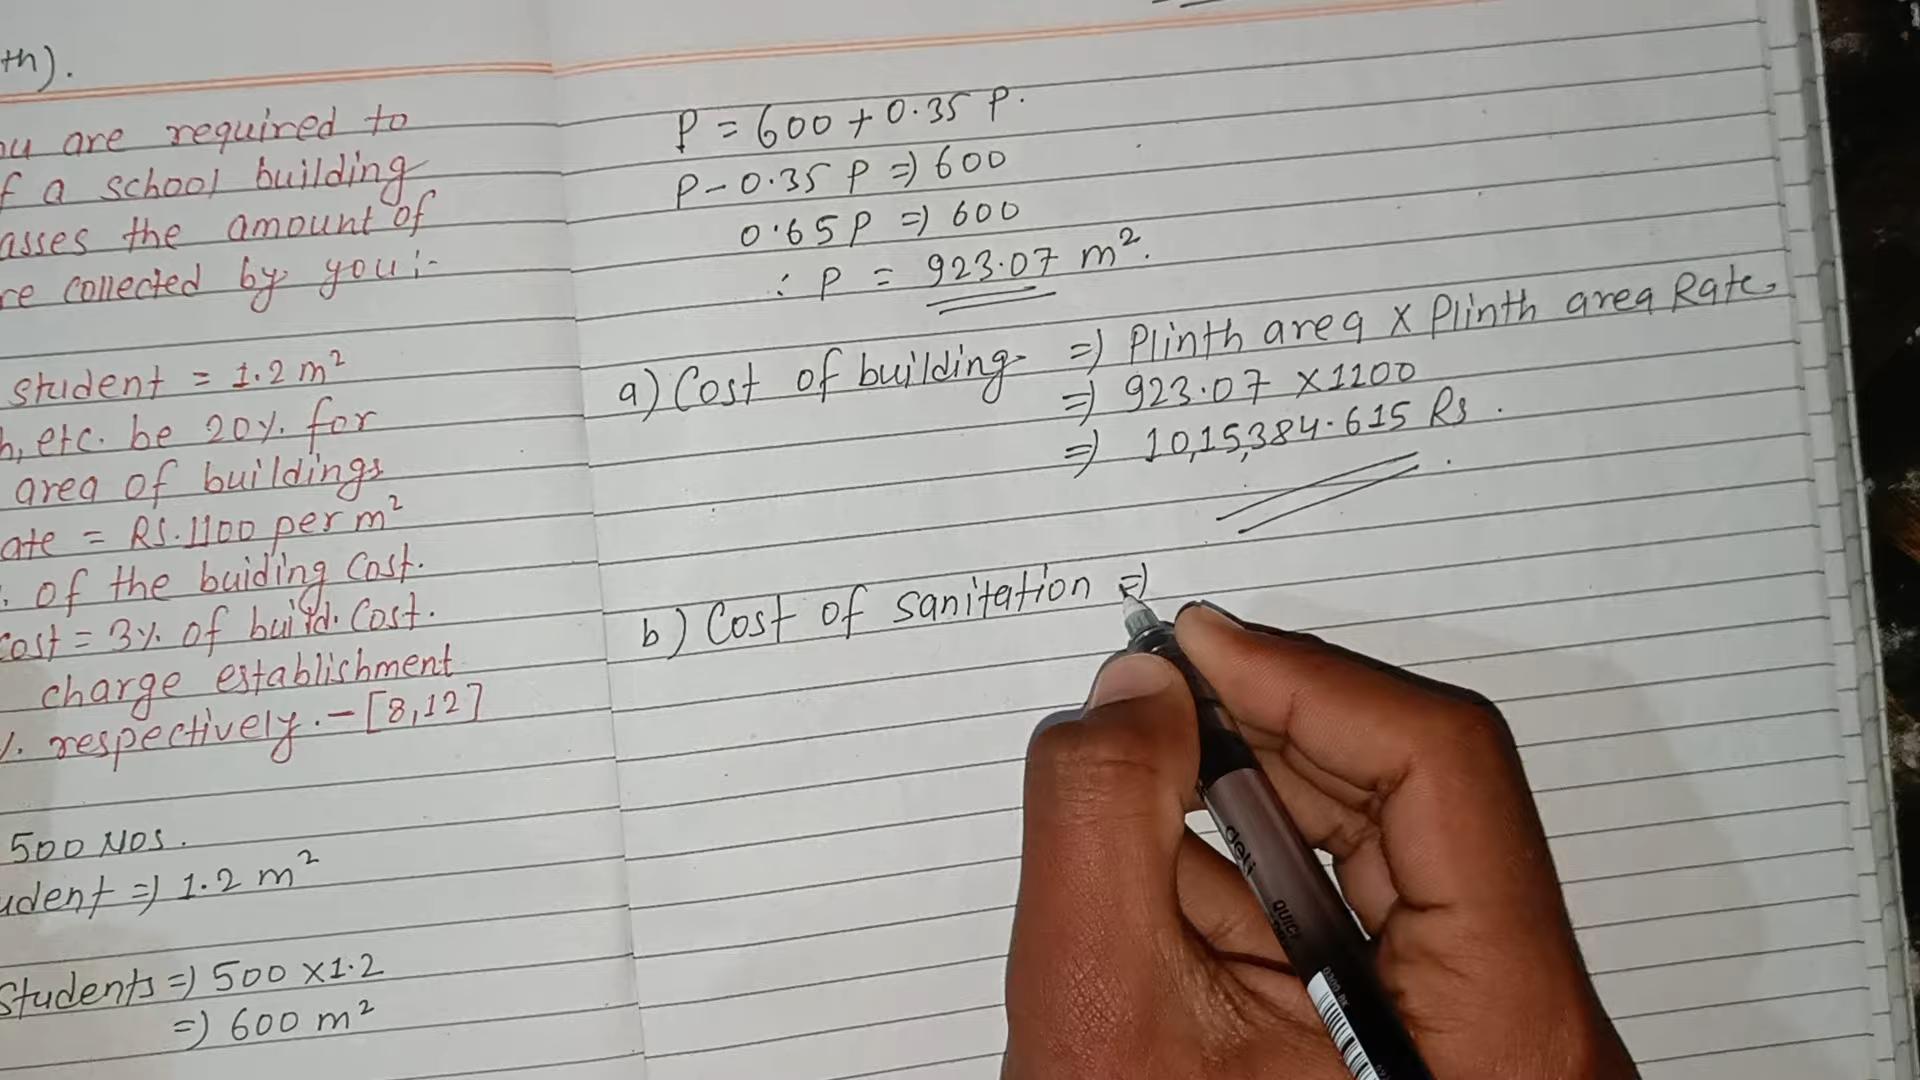 th).
ou are required to
f a school building
asses the amount of
re collected by you :-
student = 1.2 m²
h, etc. be 20%. for
area of buildings
ate = RS. 1100 per m²
. of the buiding cost.
cost = 3%. of build. cost.
charge establishment
%. respectively. - [8,12]
500 NOS.
udent => 1.2 m²
students => 500 x 1.2
=> 600 m²
P = 600 + 0.35 P.
P - 0.35 P => 600
0.65 P => 600
∴ P = 923.07 m².
a) Cost of building => Plinth area x Plinth area Rate.
=> 923.07 x 1100
=> 10,15,384.615 Rs.
b) Cost of sanitation =>
deli